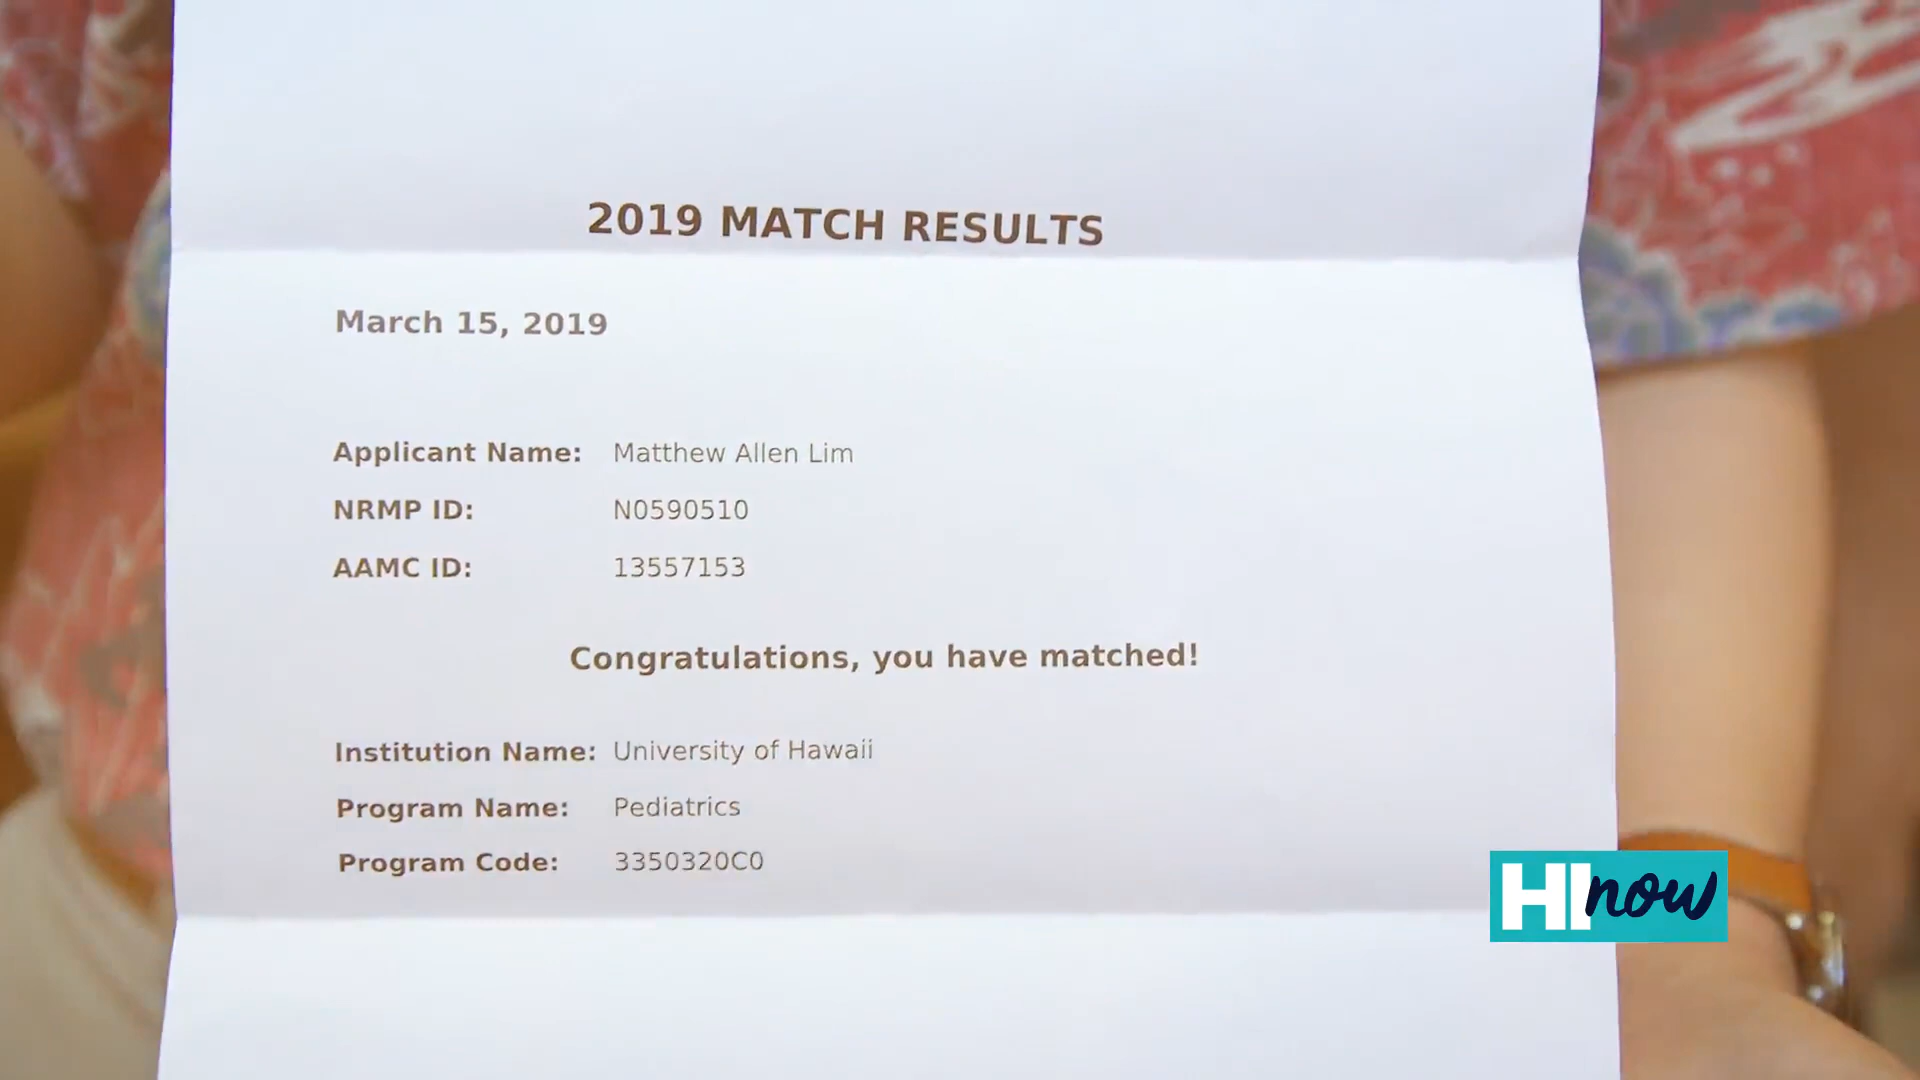 2019 MATCH RESULTS
March 15, 2019
Applicant Name: Matthew Allen Lim
NRMP ID: N0590510
AAMC ID: 13557153
Congratulations, you have matched!
Institution Name: University of Hawaii
Program Name: Pediatrics
Program Code: 3350320C0
HI now